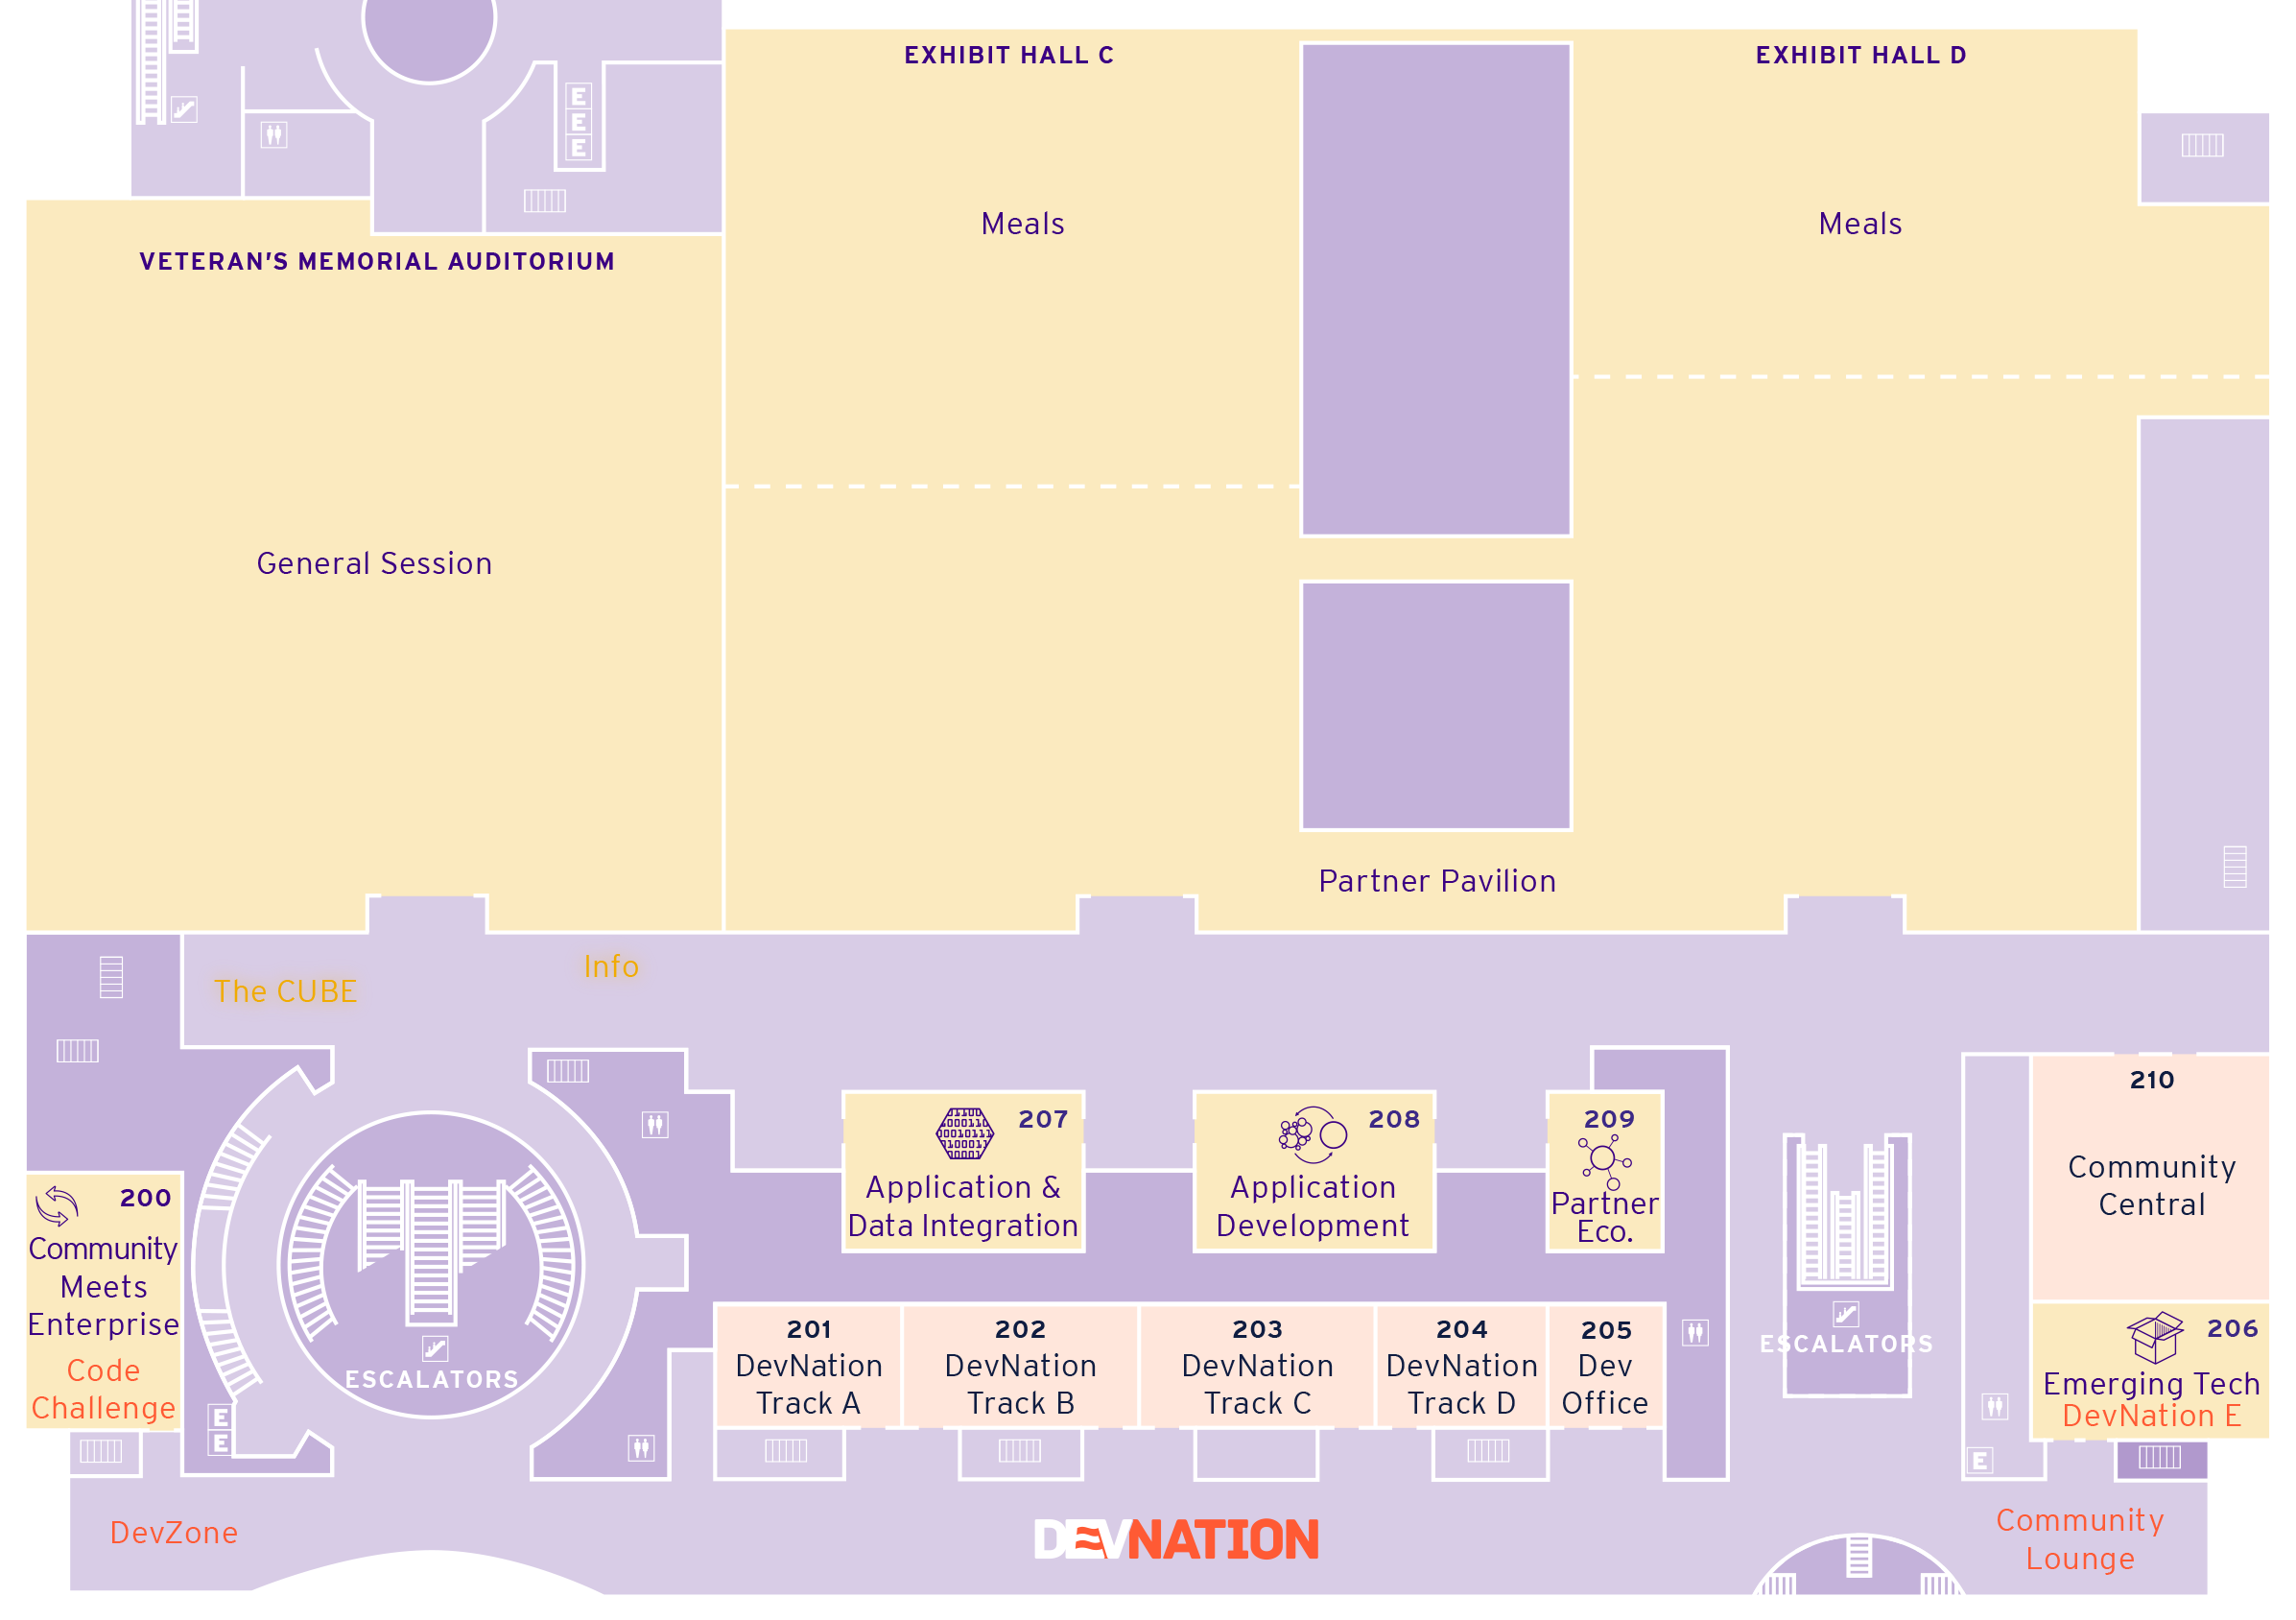 EXHIBIT HALL C
EXHIBIT HALL D
E
E
E
Meals
Meals
VETERAN'S MEMORIAL AUDITORIUM
General Session
Partner Pavilion
The CUBE
Info
207
Application &
Data Integration
208
Application
Development
209
Partner
Eco.
210
Community
Central
200
Community
Meets
Enterprise
Code
Challenge
E
E
ESCALATORS
201
DevNation
Track A
202
DevNation
Track B
203
DevNation
Track C
204
DevNation
Track D
205
Dev
Office
ESCALATORS
206
Emerging Tech
DevNation E
E
DevZone
DEVNATION
Community
Lounge